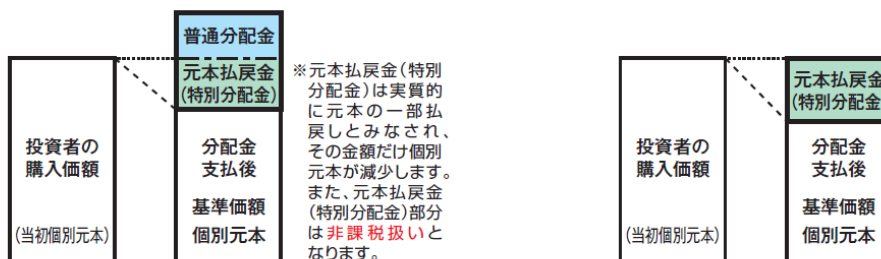 普通分配金
元本払戻金
(特別分配金)
投資者の
購入価額
(当初個別元本)
分配金
支払後
基準価額
個別元本
※元本払戻金(特別
分配金)は実質的
に元本の一部払
戻しとみなされ、
その金額だけ個別
元本が減少します。
また、元本払戻金
(特別分配金)部分
は非課税扱いと
なります。
投資者の
購入価額
(当初個別元本)
元本払戻金
(特別分配金
分配金
支払後
基準価額
個別元本